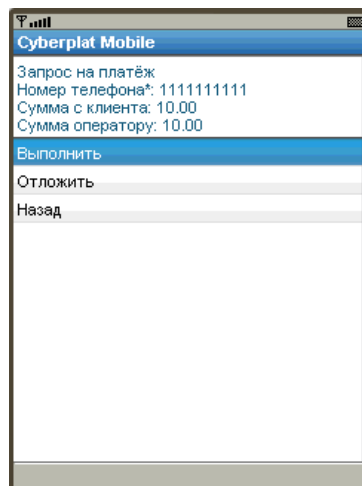 Cyberplat Mobile
Запрос на платёж
Номер телефона*: 1111111111
Сумма с клиента: 10.00
Сумма оператору: 10.00
Выполнить
Отложить
Назад